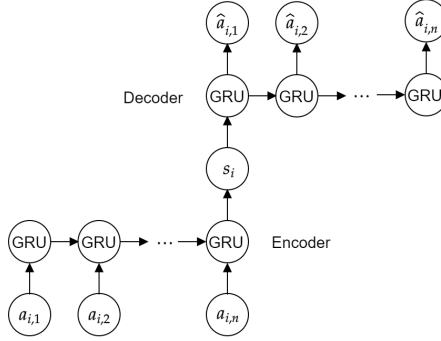 â_{i,1} â_{i,2} â_{i,n}
Decoder GRU GRU ... GRU
s_i
GRU GRU ... GRU Encoder
a_{i,1} a_{i,2} a_{i,n}